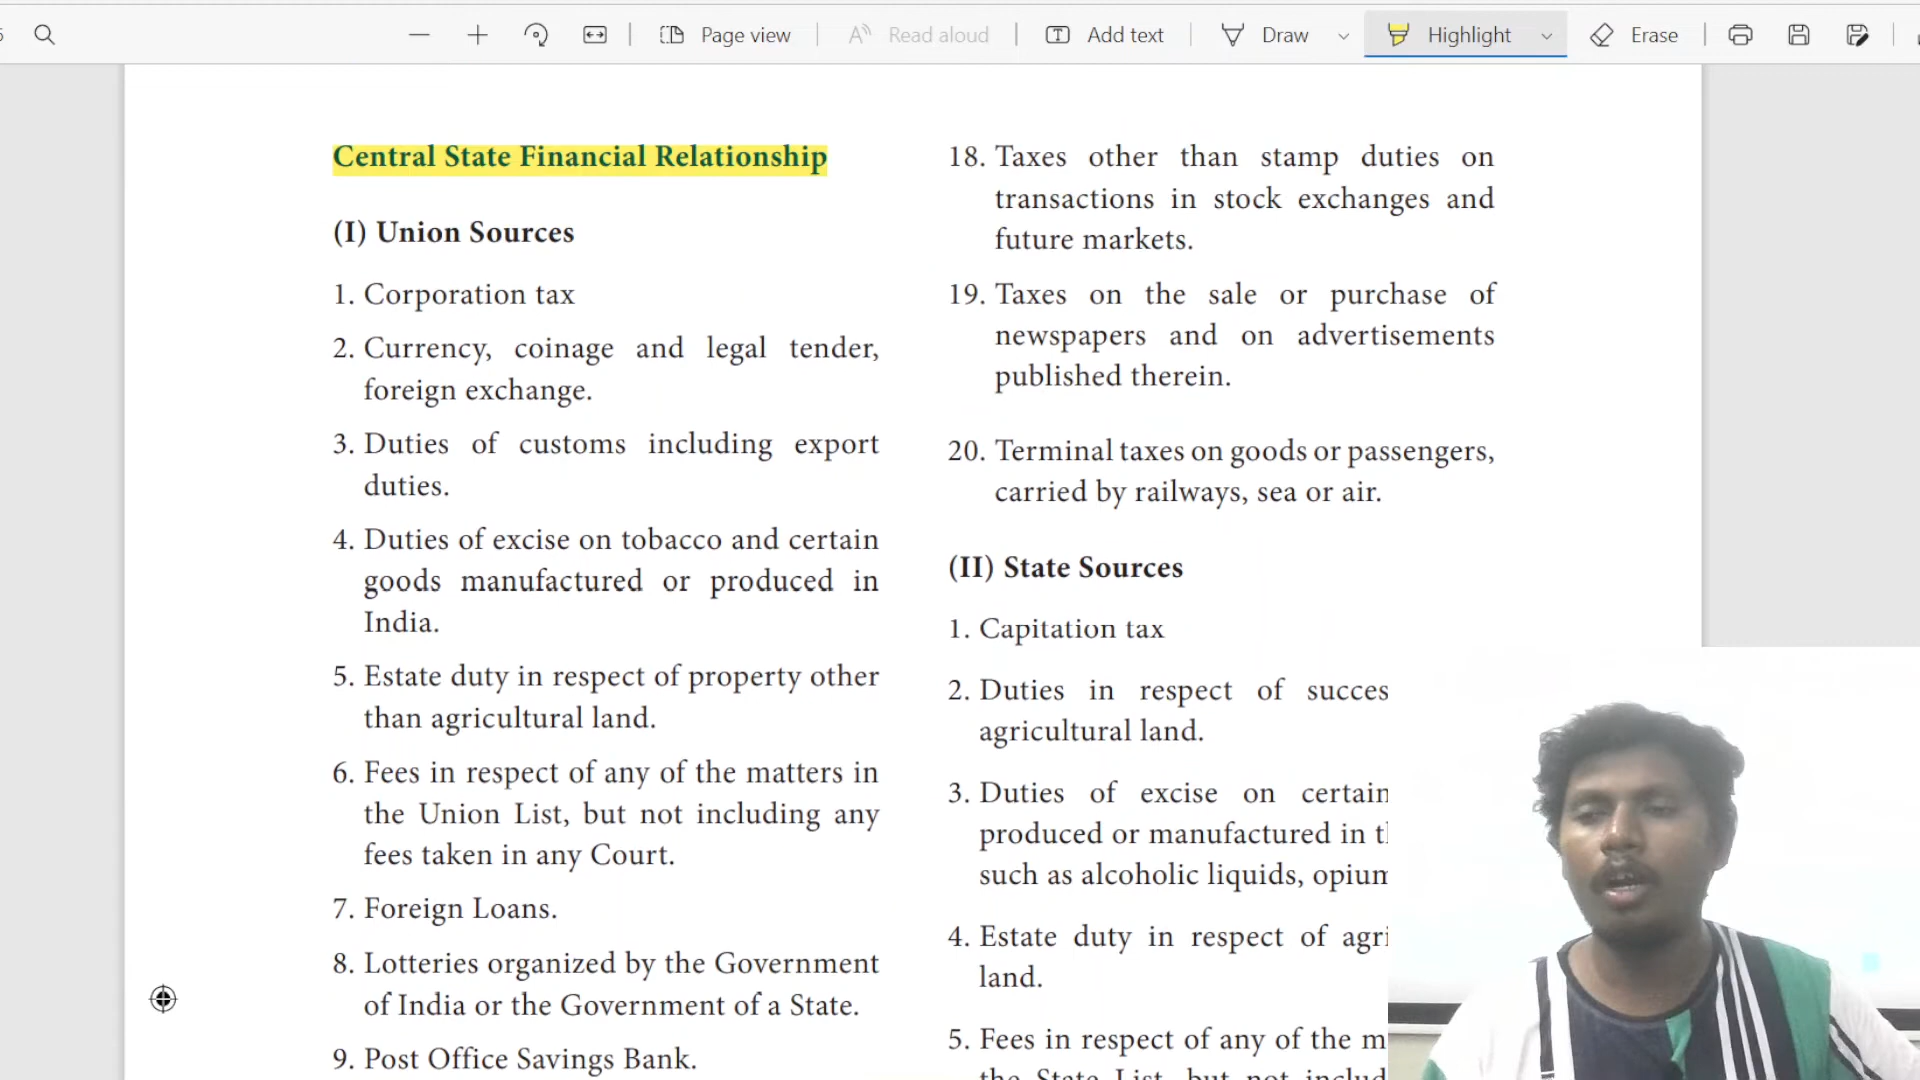 Page view
Read aloud
Add text
Draw
Highlight
Erase
Central State Financial Relationship
(I) Union Sources
1. Corporation tax
2. Currency, coinage and legal tender,
foreign exchange.
3. Duties of customs including export
duties.
4. Duties of excise on tobacco and certain
goods manufactured or produced in
India.
5. Estate duty in respect of property other
than agricultural land.
6. Fees in respect of any of the matters in
the Union List, but not including any
fees taken in any Court.
7. Foreign Loans.
8. Lotteries organized by the Government
of India or the Government of a State.
9. Post Office Savings Bank.
18. Taxes other than stamp duties on
transactions in stock exchanges and
future markets.
19. Taxes on the sale or purchase of
newspapers and on advertisements
published therein.
20. Terminal taxes on goods or passengers,
carried by railways, sea or air.
(II) State Sources
1. Capitation tax
2. Duties in respect of succes
agricultural land.
3. Duties of excise on certain
produced or manufactured in
such as alcoholic liquids, opium
4. Estate duty in respect of agri
land.
5. Fees in respect of any of the m
the State List, but not includ